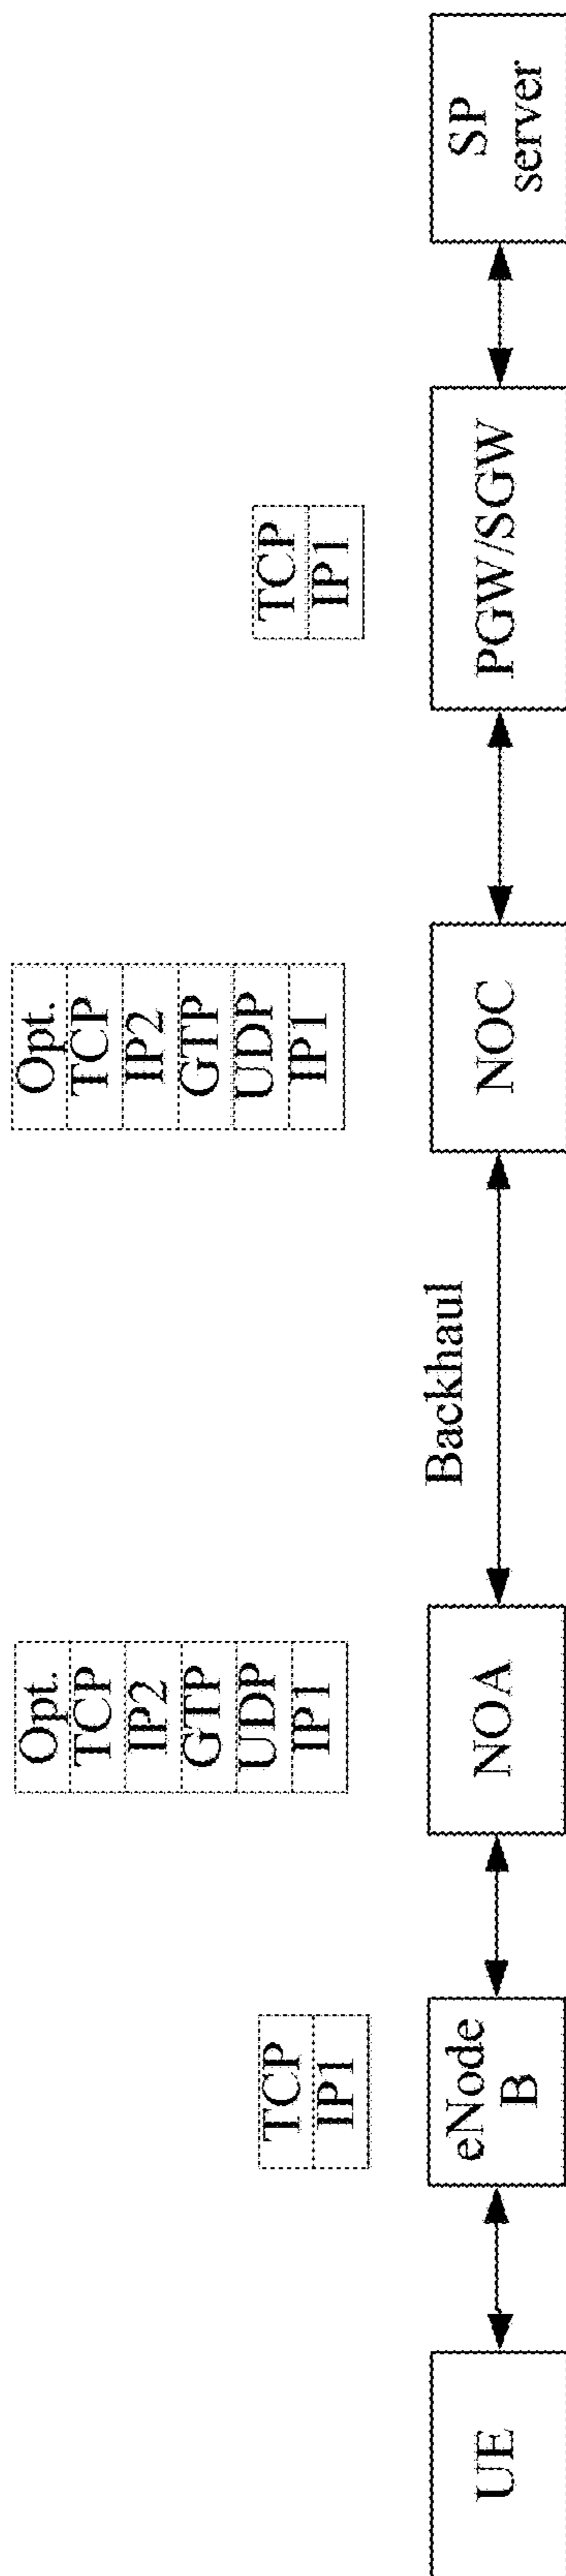 Opt.
TCP
IP2
GTP
UDP
IP1
Opt.
TCP
IP2
GTP
UDP
IP1
TCP
IP1
TCP
IP1
Backhaul
UE
eNode
B
NOA
NOC
PGW/SGW
SP
server